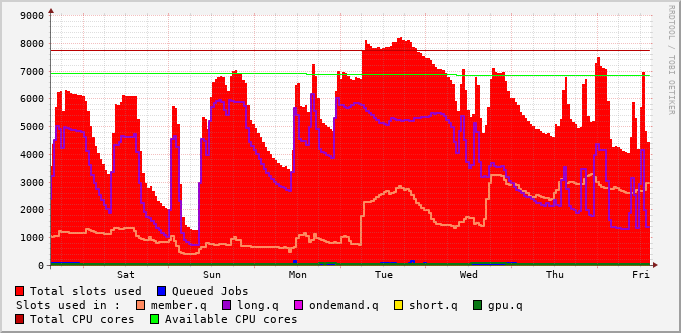 9000
8000
7000
6000
5000
4000
3000
2000
1000
0
Sat Sun Mon Tue Wed Thu Fri
RRDTOOL / TOBI OETIKER
Total slots used Queued Jobs
Slots used in : member.q long.q ondemand.q short.q gpu.q
Total CPU cores Available CPU cores